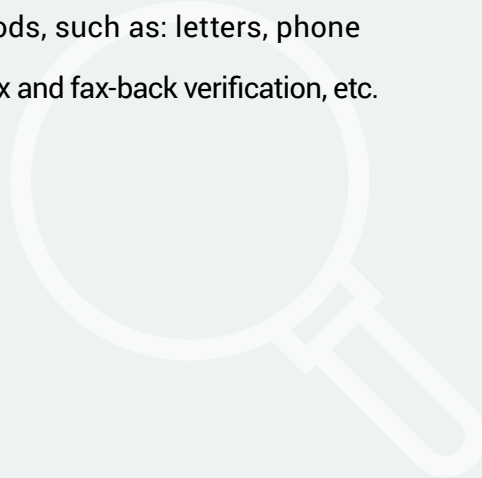 ods, such as: letters, phone
x and fax-back verification, etc.